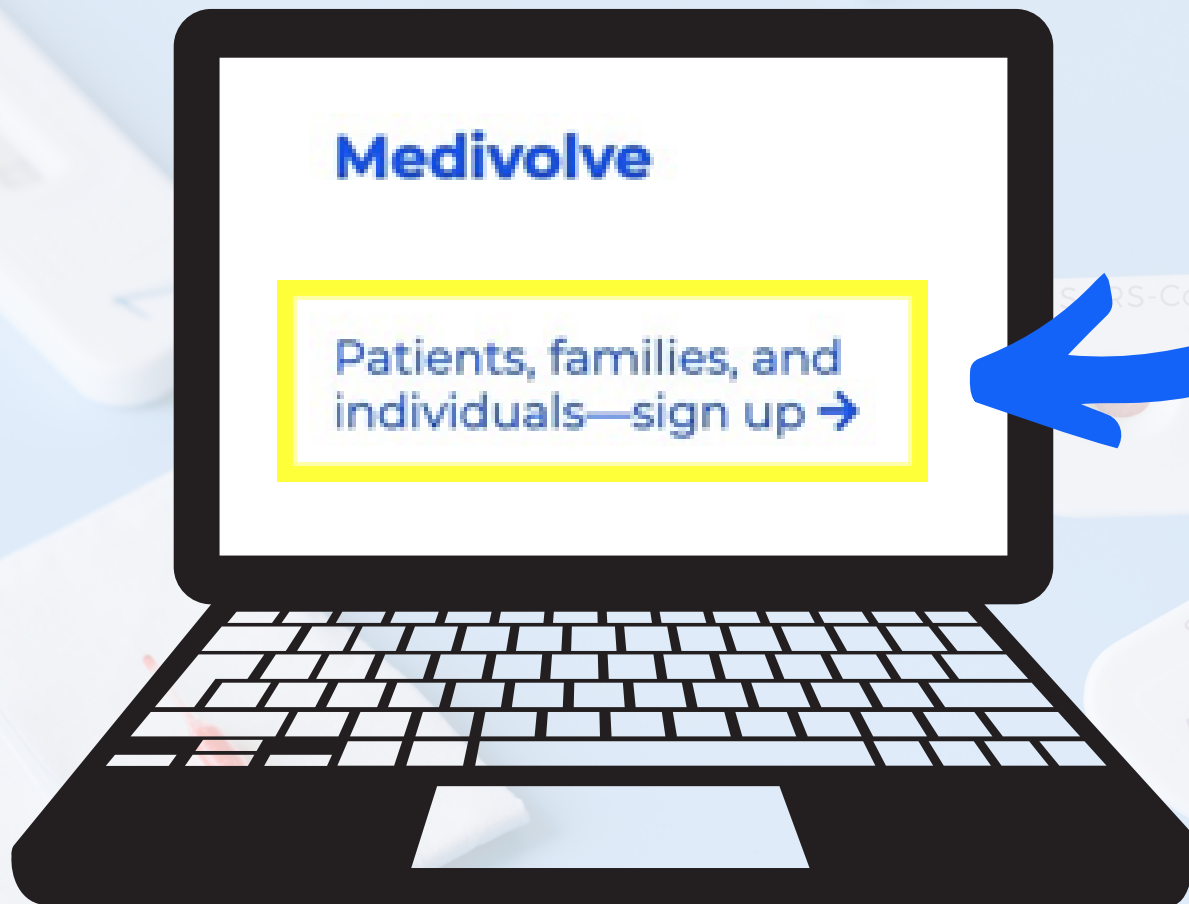 Medivolve
Patients, families, and
individuals—sign up →